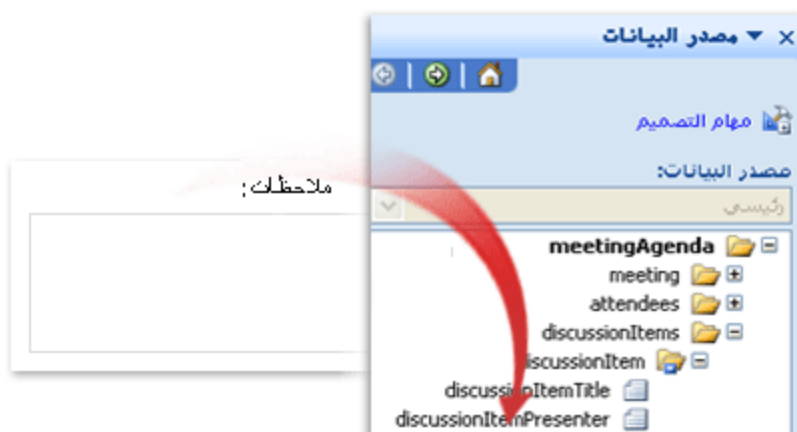 مصدر البيانات
مهام التصميم
مصدر البيانات:
رئيسي
ملاحظات:
meetingAgenda
meeting
attendees
discussionItems
discussionItem
discussionItemTitle
discussionItemPresenter